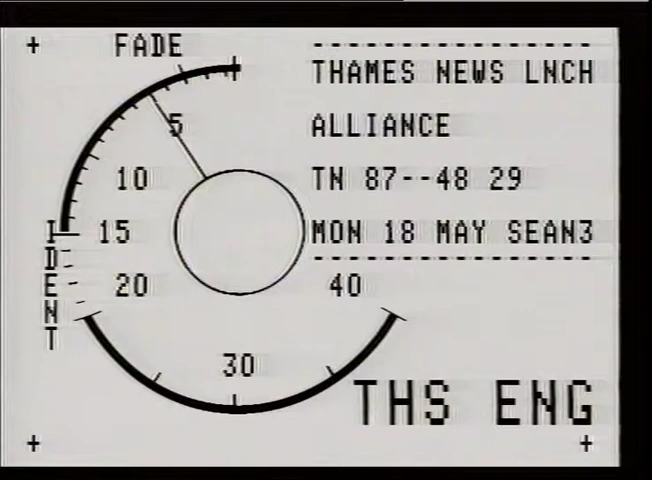 FADE
THAMES NEWS LNCH
ALLIANCE
TN 87--48 29
MON 18 MAY SEAN3
5
10
15
20
30
40
IDENT
THS ENG